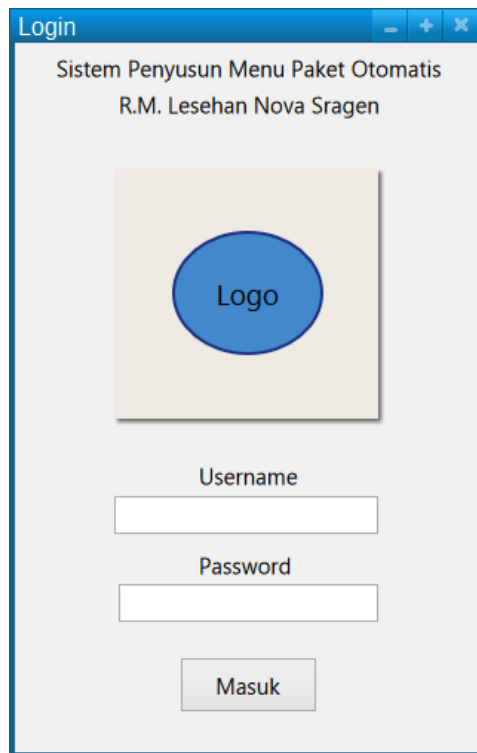 Login
Sistem Penyusun Menu Paket Otomatis
R.M. Lesehan Nova Sragen
Logo
Username
Password
Masuk